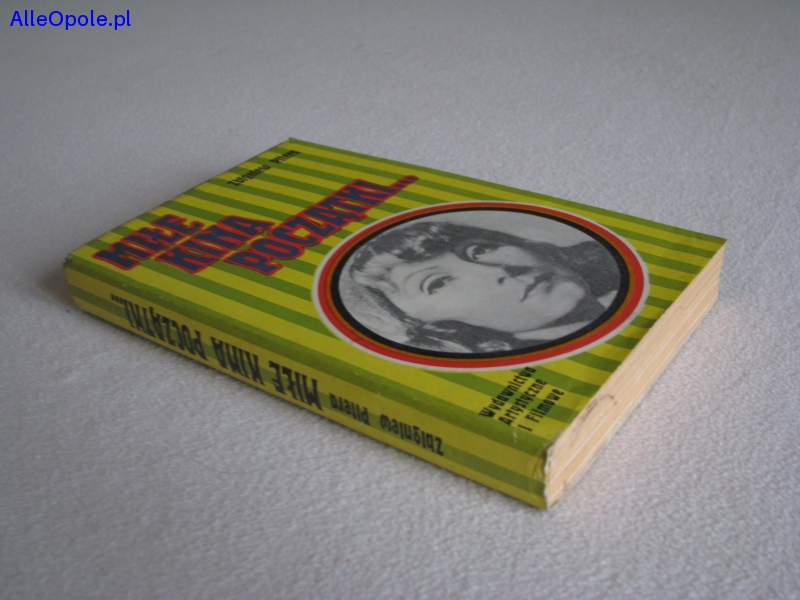 AlleOpole.pl
Zbigniew Pitera
MIŁE
KINA
POCZĄTKI...
Wydawnictwa
Artystyczne
i Filmowe
Zbigniew Pitera MIŁE KINA POCZĄTKI...